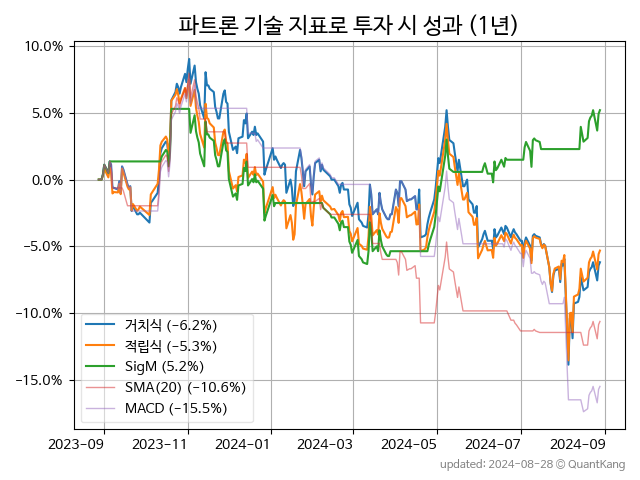 파트론 기술 지표로 투자 시 성과 (1년)
10.0%
5.0%
0.0%
−5.0%
−10.0%
−15.0%
거치식 (−6.2%)
적립식 (−5.3%)
SigM (5.2%)
SMA(20) (−10.6%)
MACD (−15.5%)
2023-09 2023-11 2024-01 2024-03 2024-05 2024-07 2024-09
updated: 2024-08-28 © QuantKang